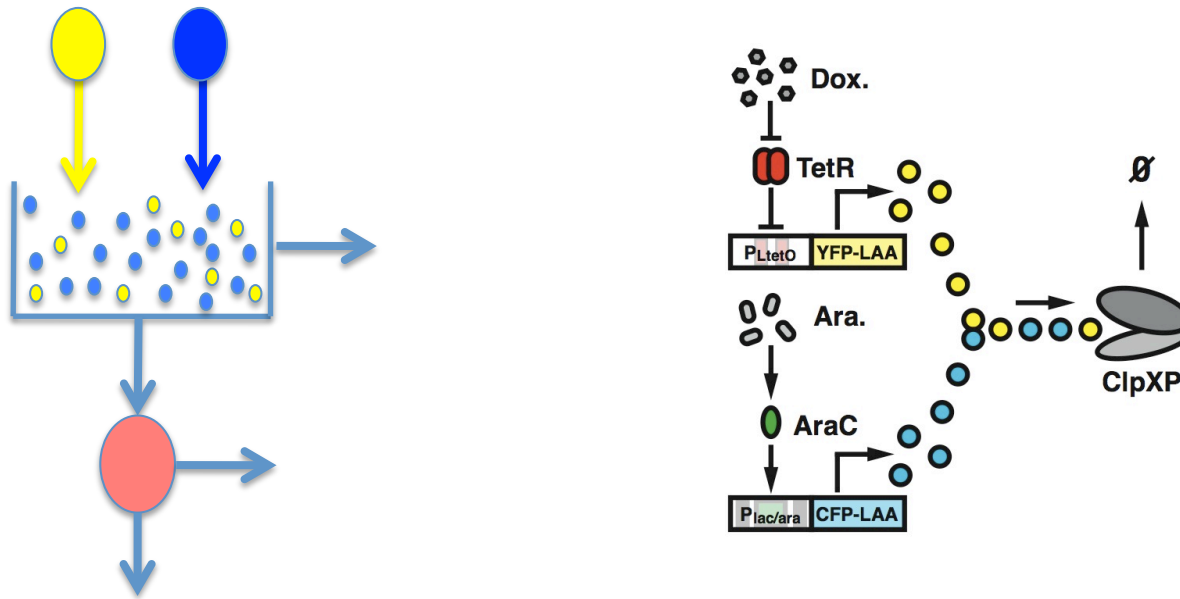 Dox.
TetR
PLtetO YFP-LAA
Ara.
AraC
Plac/ara CFP-LAA
Ø
ClpXP